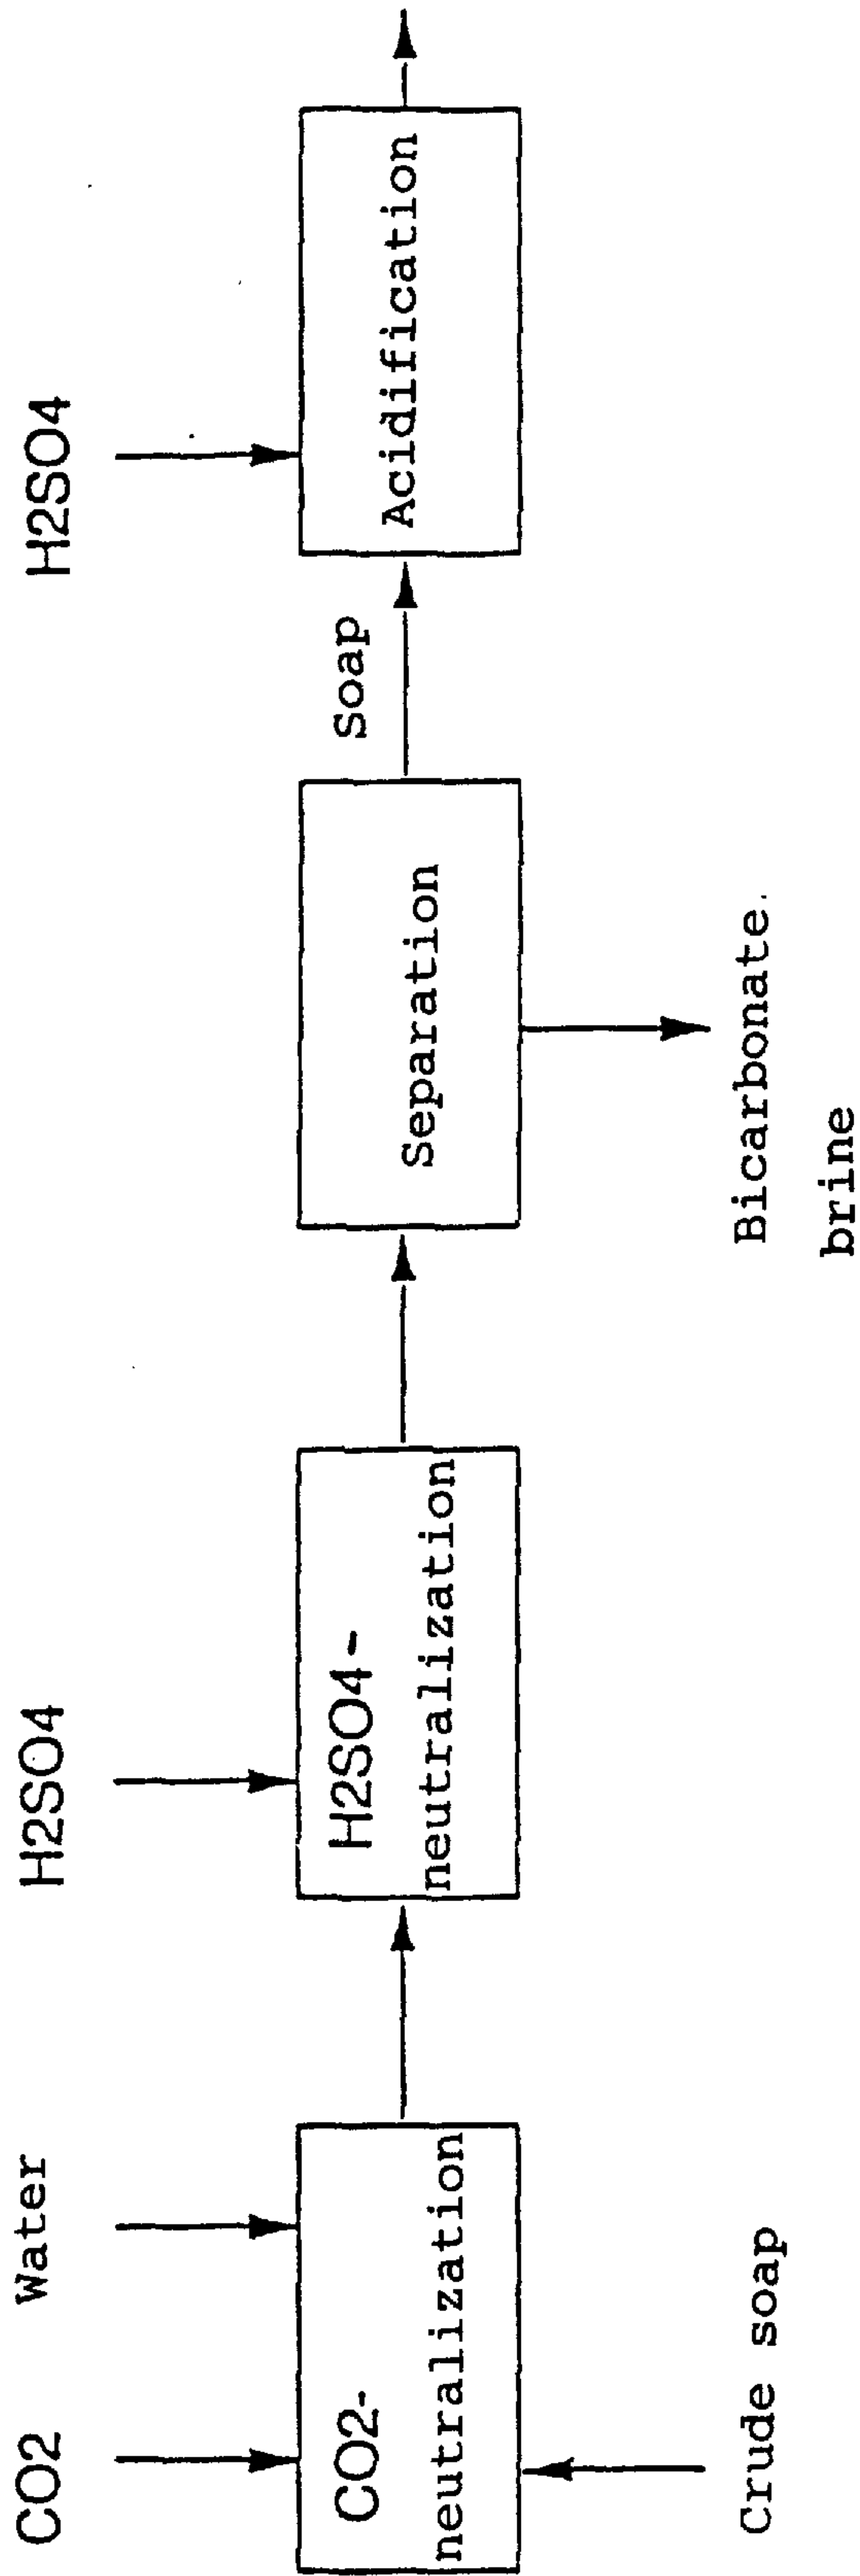 CO2
Water
H2SO4
H2SO4
CO2-
neutralization
H2SO4-
neutralization
Separation
Soap
Acidification
Crude soap
Bicarbonate
brine